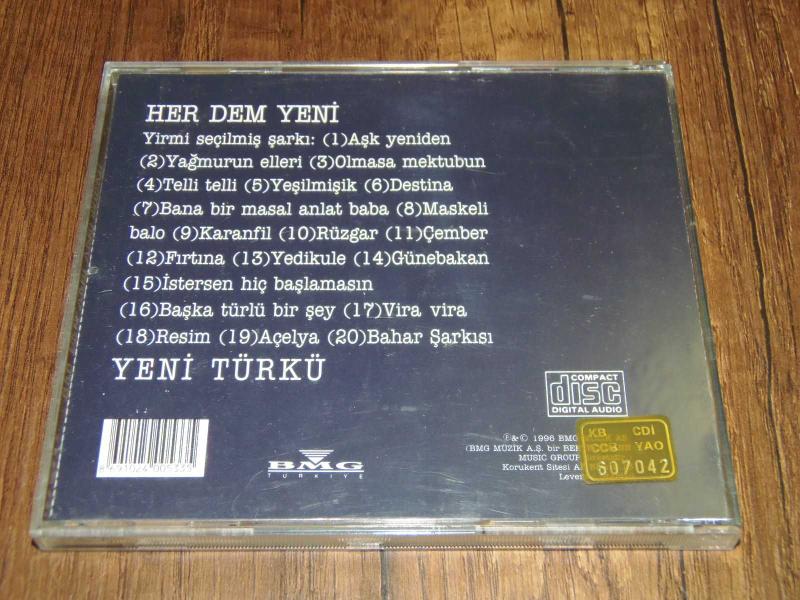 HER DEM YENİ
Yirmi seçilmiş şarkı: (1)Aşk yeniden
(2)Yağmurun elleri (3)Olmasa mektubun
(4)Telli telli (5)Yeşilmişik (6)Destina
(7)Bana bir masal anlat baba (8)Maskeli
balo (9)Karanfil (10)Rüzgar (11)Çember
(12)Fırtına (13)Yedikule (14)Günebakan
(15)İstersen hiç başlamasın
(16)Başka türlü bir şey (17)Vira vira
(18)Resim (19)Açelya (20)Bahar Şarkısı
YENİ TÜRKÜ
COMPACT
disc
DIGITAL AUDIO
℗&© 1996 BMG
(BMG MÜZİK A.Ş. bir
MUSIC GROUP
Korukent Sitesi
KB CDİ
YAO
607042
BMG
TÜRKİYE